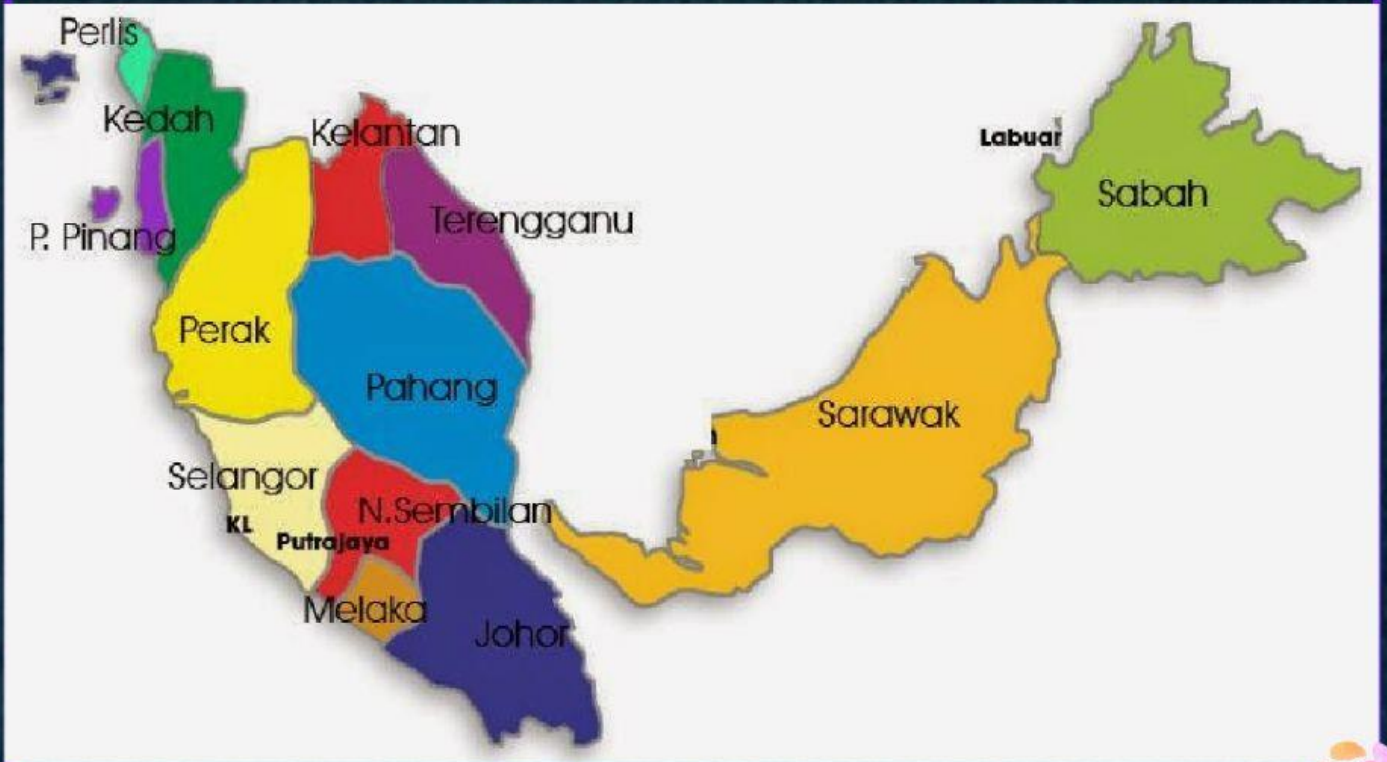 Perlis
Kedah
Kelantan
P. Pinang
Terengganu
Perak
Pahang
Selangor
KL
Putrajaya
N.Sembilan
Melaka
Johor
Labuan
Sabah
Sarawak
n